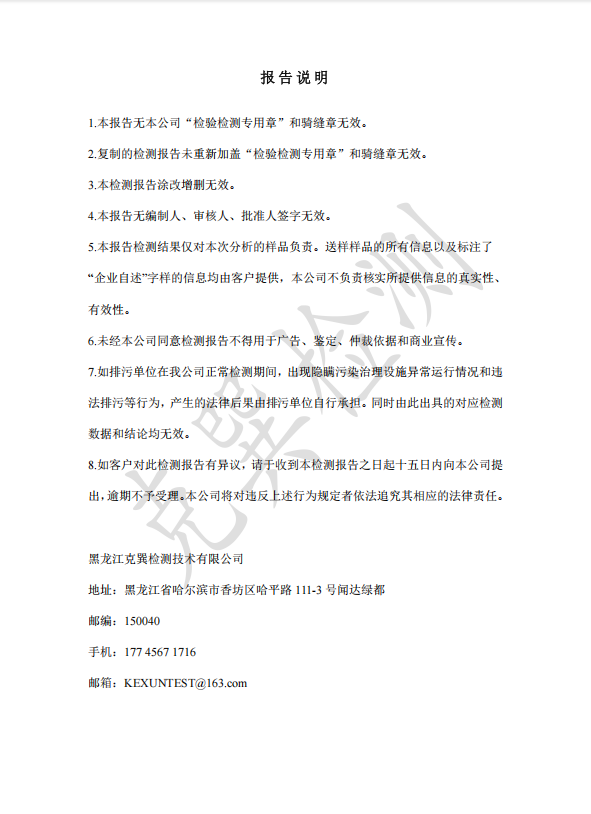 报告说明
1.本报告无本公司“检验检测专用章”和骑缝章无效。
2.复制的检测报告未重新加盖“检验检测专用章”和骑缝章无效。
3.本检测报告涂改增删无效。
4.本报告无编制人、审核人、批准人签字无效。
5.本报告检测结果仅对本次分析的样品负责。送样样品的所有信息以及标注了
“企业自述”字样的信息均由客户提供，本公司不负责核实所提供信息的真实性、
有效性。
6.未经本公司同意检测报告不得用于广告、鉴定、仲裁依据和商业宣传。
7.如排污单位在我公司正常检测期间，出现隐瞒污染治理设施异常运行情况和违
法排污等行为，产生的法律后果由排污单位自行承担。同时由此出具的对应检测
数据和结论均无效。
8.如客户对此检测报告有异议，请于收到本检测报告之日起十五日内向本公司提
出，逾期不予受理。本公司将对违反上述行为规定者依法追究其相应的法律责任。
黑龙江克巽检测技术有限公司
地址：黑龙江省哈尔滨市香坊区哈平路 111-3 号闻达绿都
邮编：150040
手机：177 4567 1716
邮箱：KEXUNTEST@163.com
克巽检测